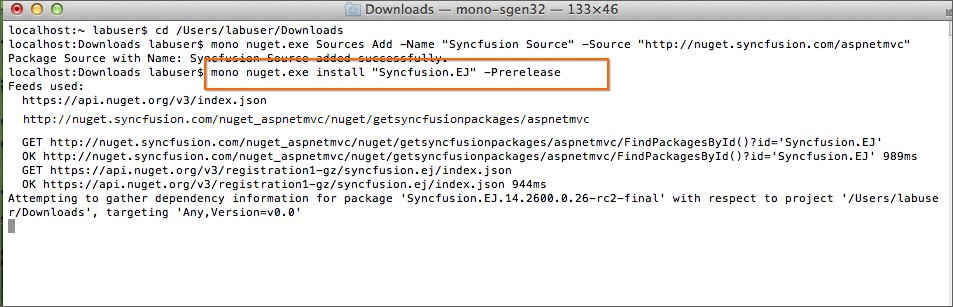 Downloads — mono-sgen32 — 133×46
localhost:~ labuser$ cd /Users/labuser/Downloads
localhost:Downloads labuser$ mono nuget.exe Sources Add -Name "Syncfusion Source" -Source "http://nuget.syncfusion.com/aspnetmvc"
Package Source with Name: Syncfusion Source added successfully.
localhost:Downloads labuser$ mono nuget.exe install "Syncfusion.EJ" -Prerelease
Feeds used:
https://api.nuget.org/v3/index.json
http://nuget.syncfusion.com/nuget_aspnetmvc/nuget/getsyncfusionpackages/aspnetmvc
GET http://nuget.syncfusion.com/nuget_aspnetmvc/nuget/getsyncfusionpackages/aspnetmvc/FindPackagesById()?id='Syncfusion.EJ'
OK http://nuget.syncfusion.com/nuget_aspnetmvc/nuget/getsyncfusionpackages/aspnetmvc/FindPackagesById()?id='Syncfusion.EJ' 989ms
GET https://api.nuget.org/v3/registration1-gz/syncfusion.ej/index.json
OK https://api.nuget.org/v3/registration1-gz/syncfusion.ej/index.json 944ms
Attempting to gather dependency information for package 'Syncfusion.EJ.14.2600.0.26-rc2-final' with respect to project '/Users/labuse
r/Downloads', targeting 'Any,Version=v0.0'